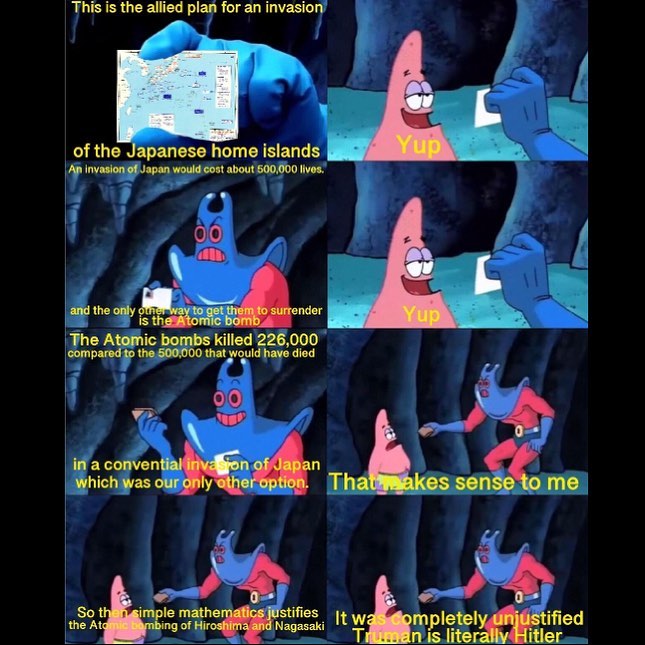 This is the allied plan for an invasion
of the Japanese home islands
Yup
An invasion of Japan would cost about 500,000 lives.
and the only other way to get them to surrender
is the Atomic bomb
Yup
The Atomic bombs killed 226,000
compared to the 500,000 that would have died
in a convential invasion of Japan
which was our only other option.
That makes sense to me
So then simple mathematics justifies
the Atomic bombing of Hiroshima and Nagasaki
It was completely unjustified
Truman is literally Hitler